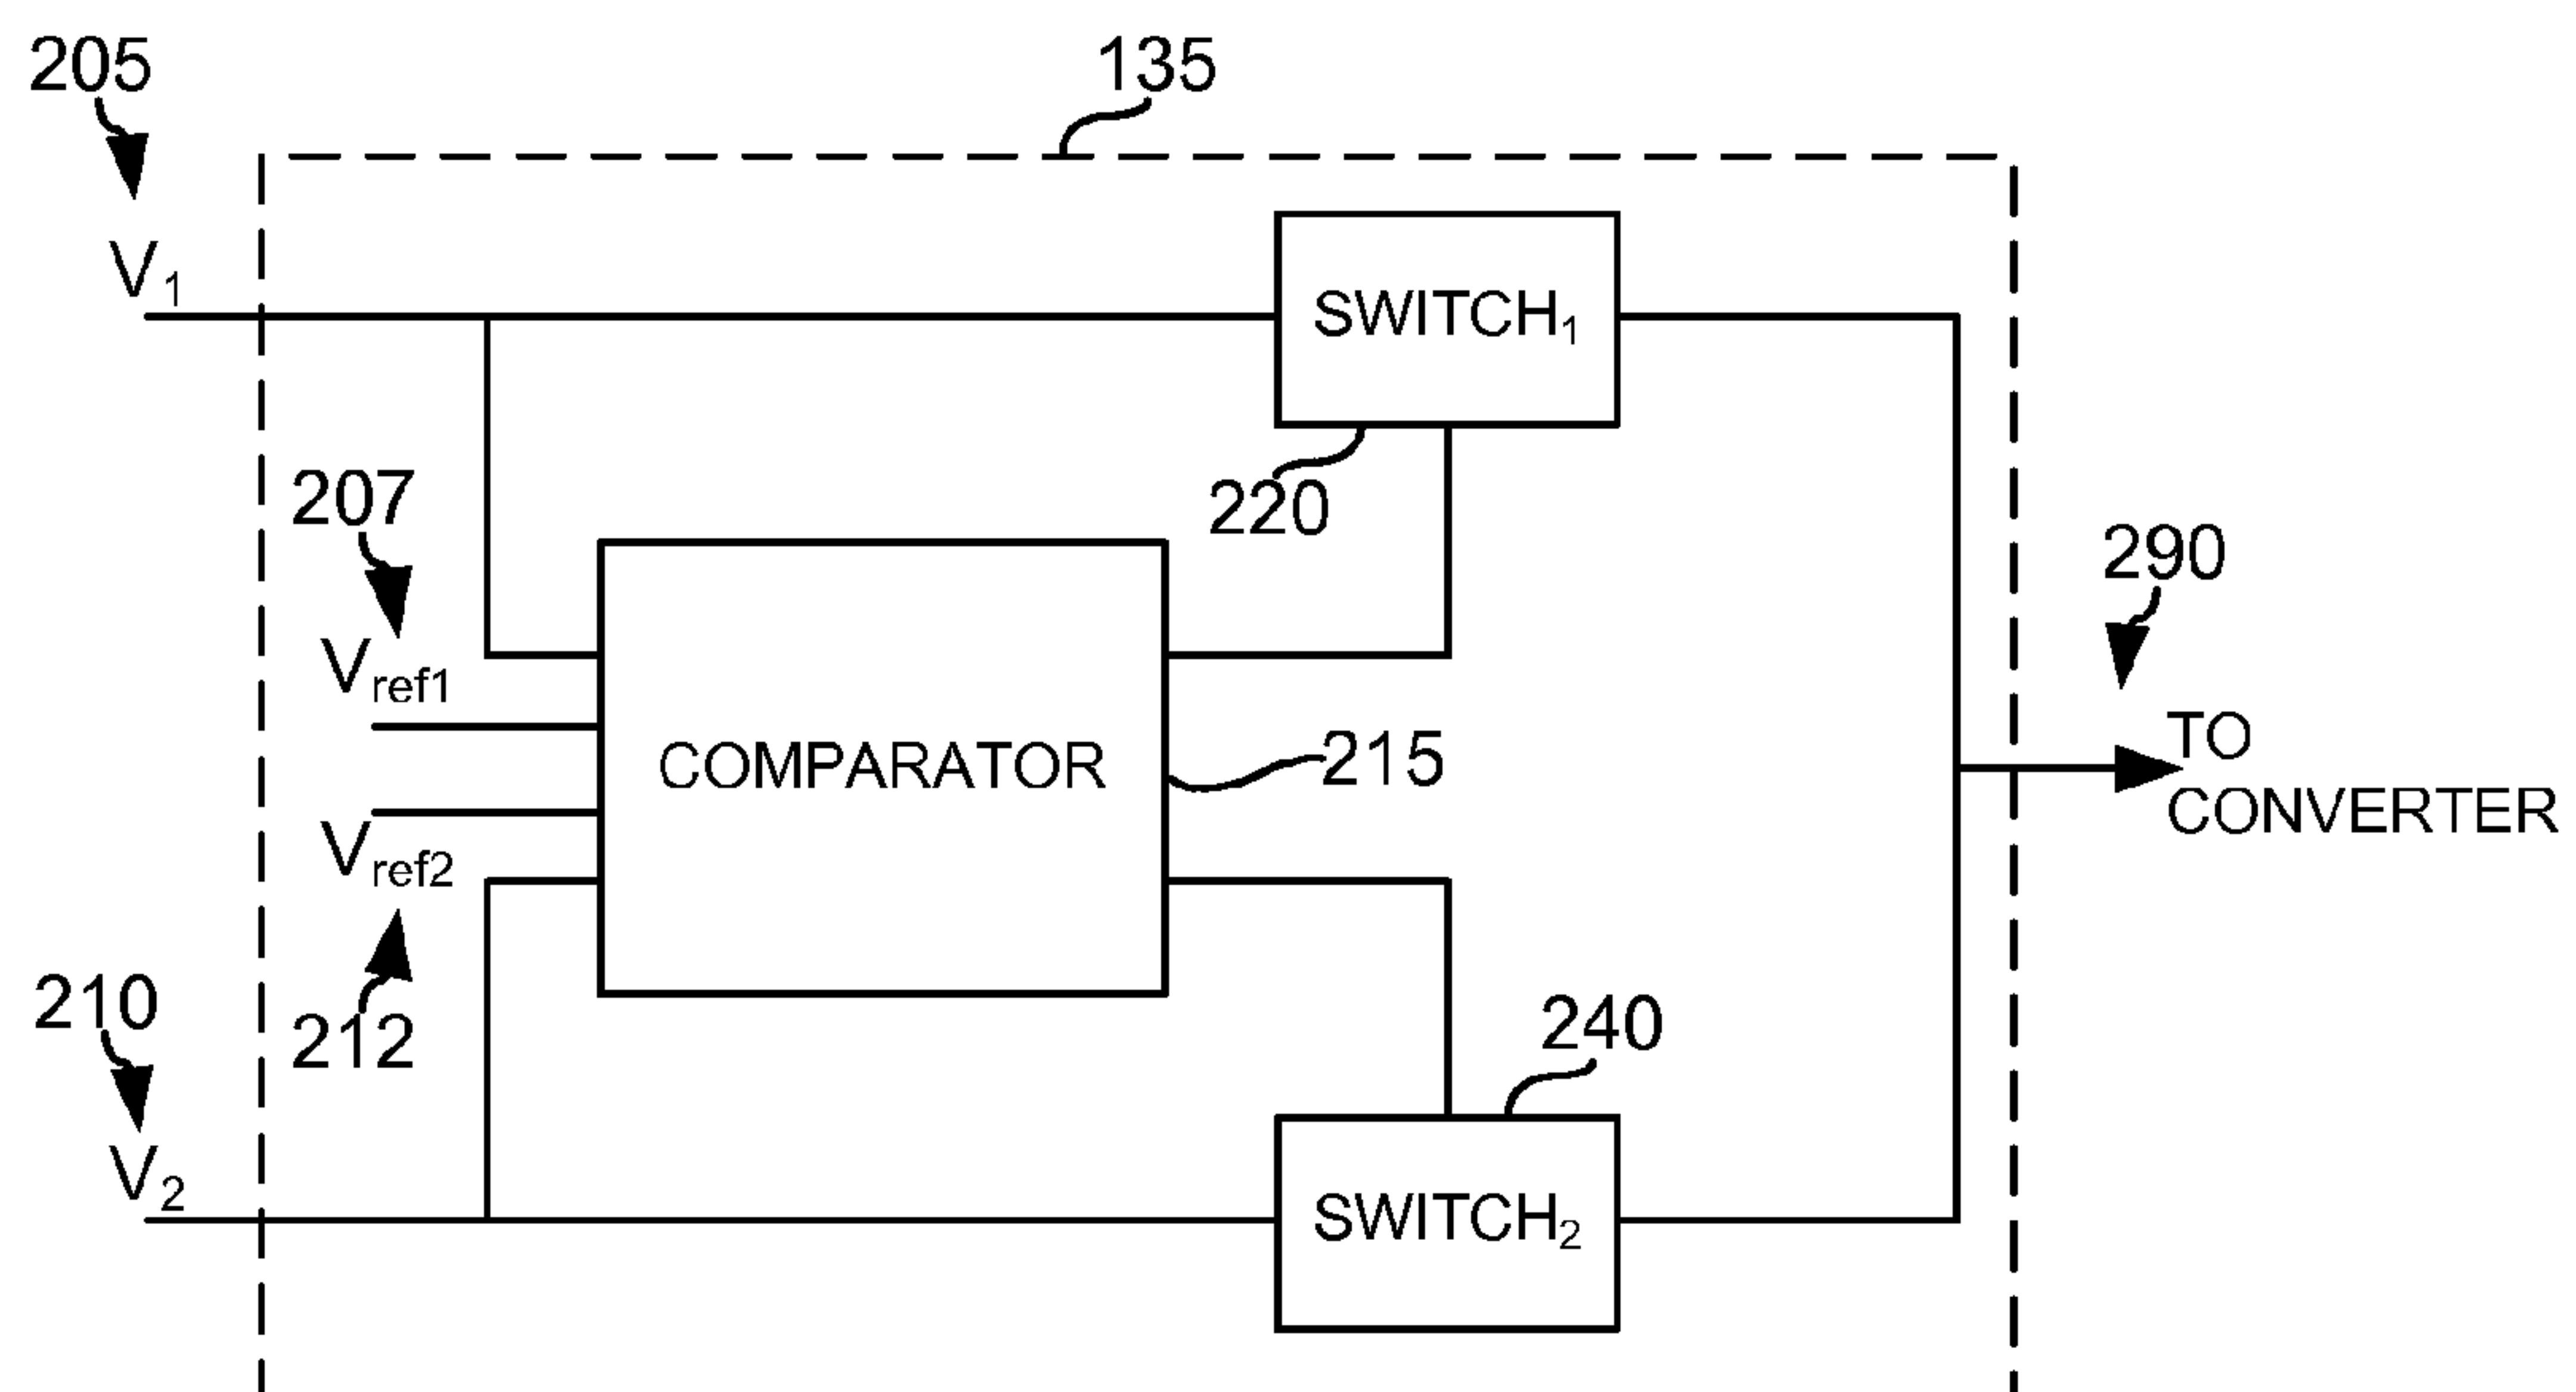 205
135
V1
SWITCH1
207
220
290
Vref1
TO
CONVERTER
COMPARATOR
215
Vref2
210
212
240
V2
SWITCH2